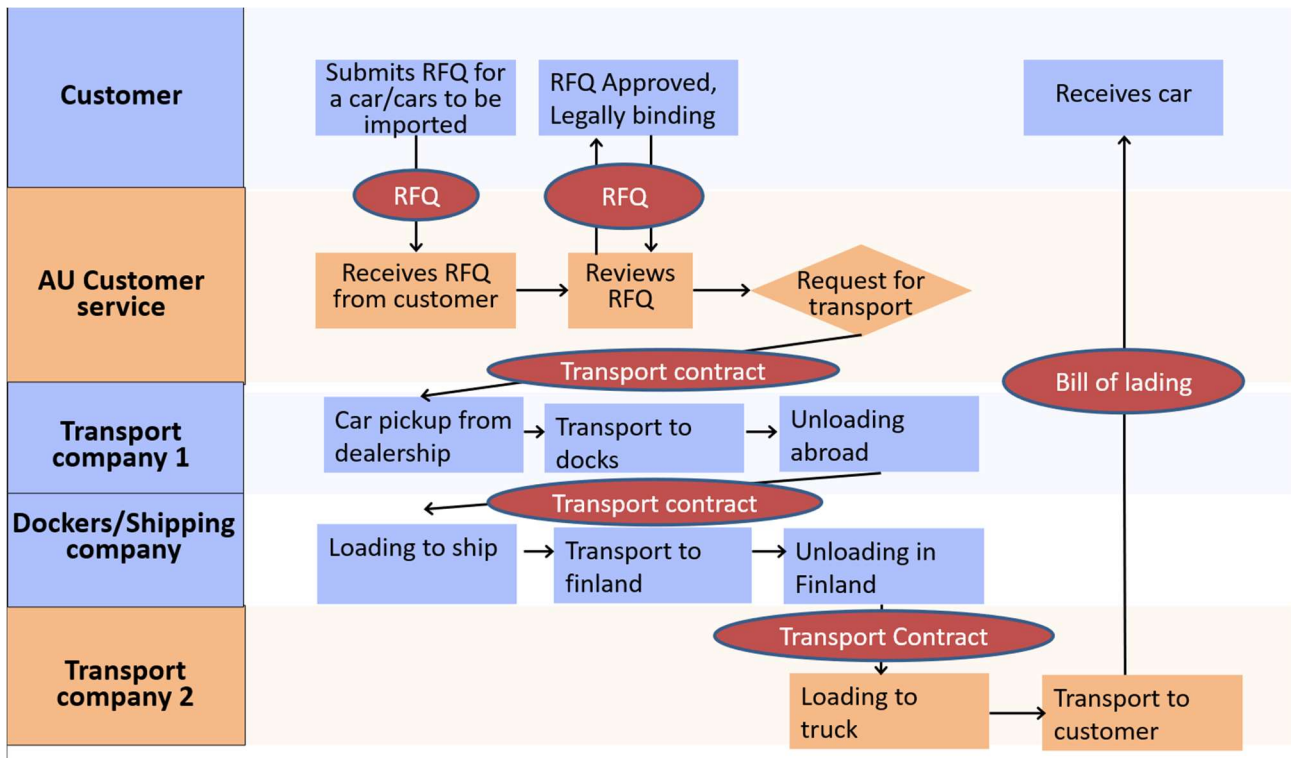 Customer
Submits RFQ for
a car/cars to be
imported
RFQ Approved,
Legally binding
Receives car
RFQ
RFQ
AU Customer
service
Receives RFQ
from customer
Reviews
RFQ
Request for
transport
Transport contract
Bill of lading
Transport
company 1
Car pickup from
dealership
Transport to
docks
Unloading
abroad
Transport contract
Dockers/Shipping
company
Loading to ship
Transport to
finland
Unloading in
Finland
Transport Contract
Transport
company 2
Loading to
truck
Transport to
customer